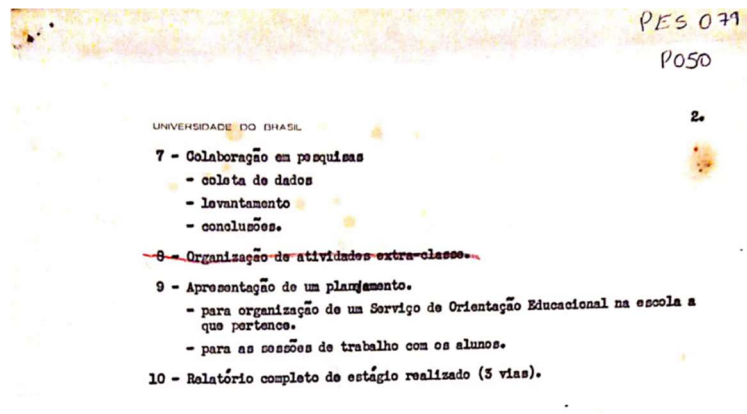 PES 079
P050
2.
UNIVERSIDADE DO BRASIL
7 - Colaboração em pesquisas
- coleta de dados
- levantamento
- conclusões.
8 - Organização de atividades extra-classe.
9 - Apresentação de um planejamento.
- para organização de um Serviço de Orientação Educacional na escola a
que pertence.
- para as sessões de trabalho com os alunos.
10 - Relatório completo do estágio realizado (3 vias).